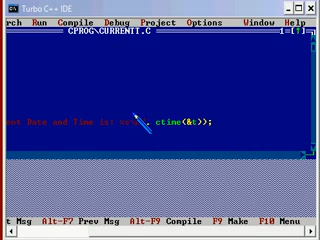 Turbo C++ IDE
rch Run Compile Debug Project Options Window Help
CPROG\CURRENTT.C 1=[↑]
ent Date and Time is: , ctime(&t));
t Msg Alt-F7 Prev Msg Alt-F9 Compile F9 Make F10 Menu